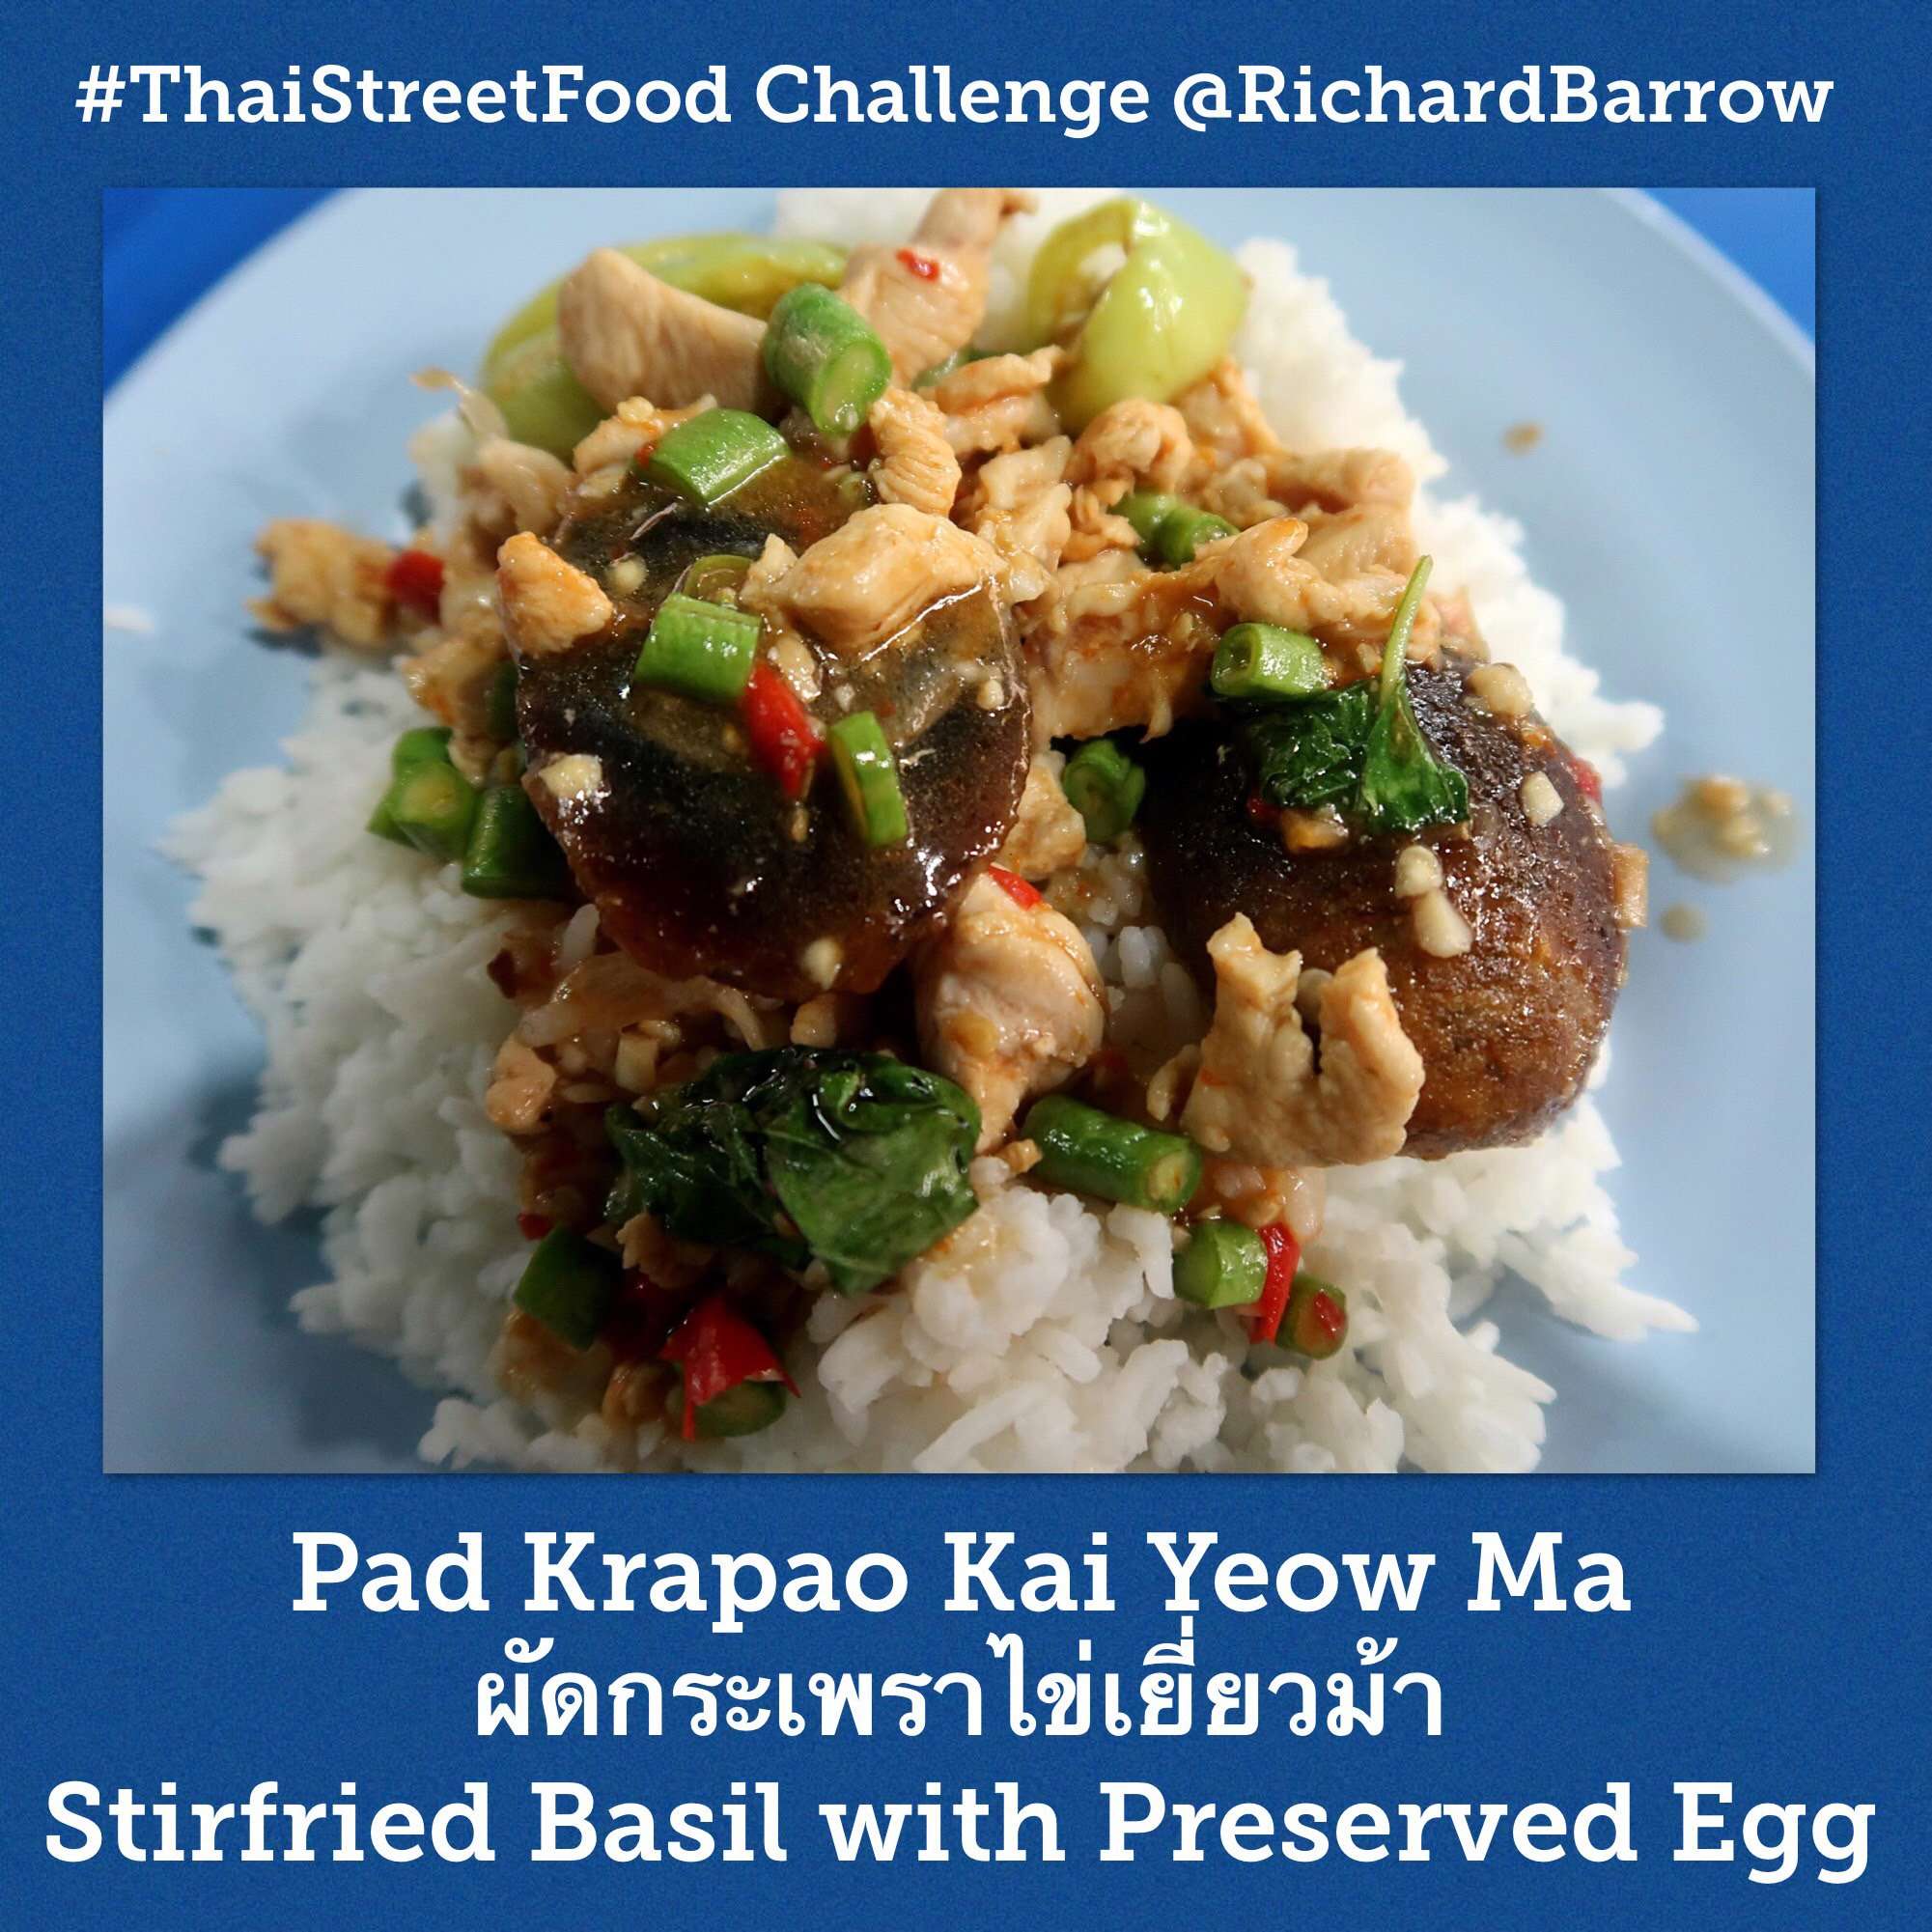 #ThaiStreetFood Challenge @RichardBarrow
Pad Krapao Kai Yeow Ma
ผัดกระเพราไข่เยี่ยวม้า
Stirfried Basil with Preserved Egg